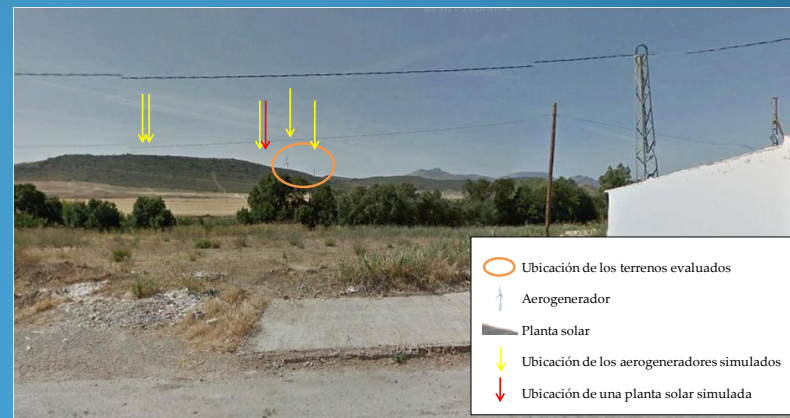 Ubicación de los terrenos evaluados
Aerogenerador
Planta solar
Ubicación de los aerogeneradores simulados
Ubicación de una planta solar simulada